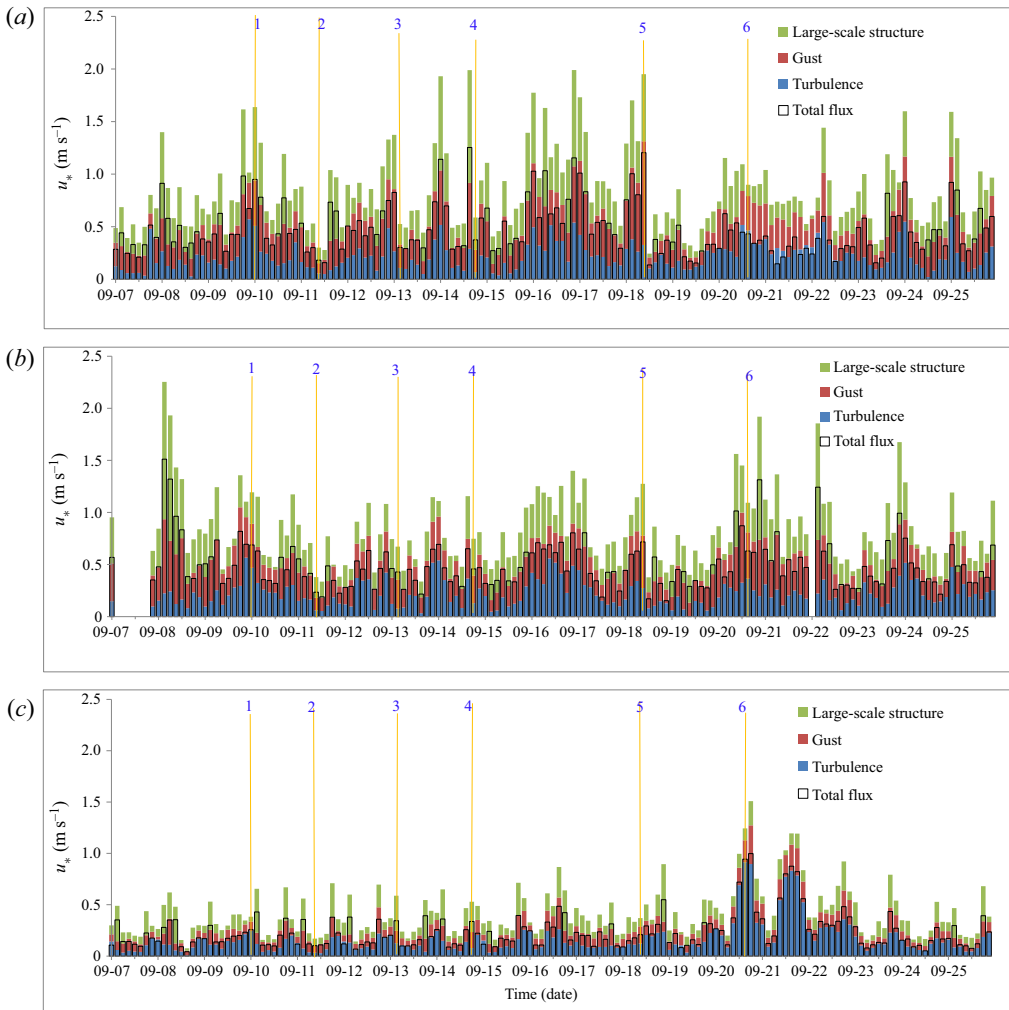 (a)
1 2 3 4 5 6
Large-scale structure
Gust
Turbulence
Total flux
2.5
2.0
1.5
1.0
0.5
0
u* (m s−1)
09-07 09-08 09-09 09-10 09-11 09-12 09-13 09-14 09-15 09-16 09-17 09-18 09-19 09-20 09-21 09-22 09-23 09-24 09-25
(b)
1 2 3 4 5 6
Large-scale structure
Gust
Turbulence
Total flux
2.5
2.0
1.5
1.0
0.5
0
u* (m s−1)
09-07 09-08 09-09 09-10 09-11 09-12 09-13 09-14 09-15 09-16 09-17 09-18 09-19 09-20 09-21 09-22 09-23 09-24 09-25
(c)
1 2 3 4 5 6
Large-scale structure
Gust
Turbulence
Total flux
2.5
2.0
1.5
1.0
0.5
0
u* (m s−1)
09-07 09-08 09-09 09-10 09-11 09-12 09-13 09-14 09-15 09-16 09-17 09-18 09-19 09-20 09-21 09-22 09-23 09-24 09-25
Time (date)